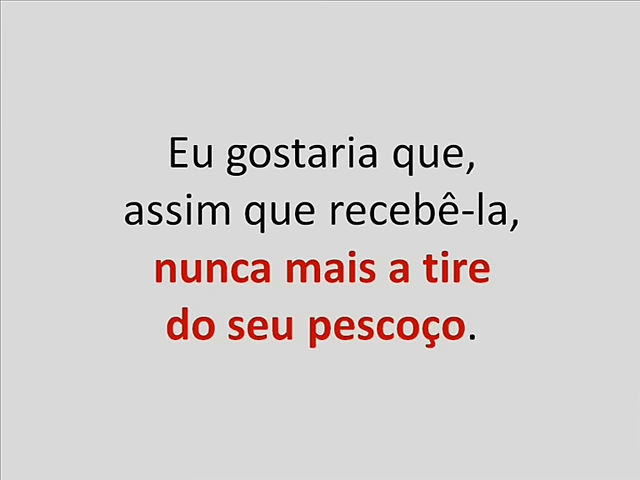 Eu gostaria que,
assim que recebê-la,
nunca mais a tire
do seu pescoço.